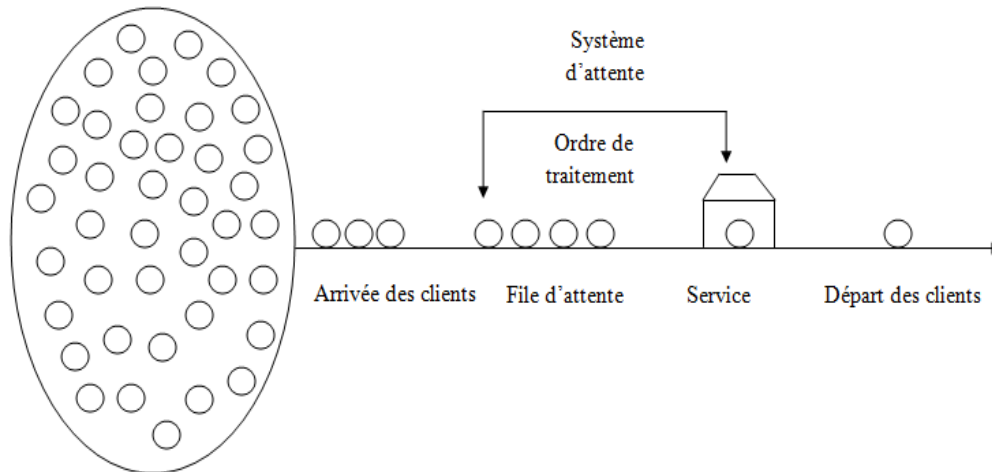 Système
d'attente
Ordre de
traitement
Arrivée des clients
File d'attente
Service
Départ des clients